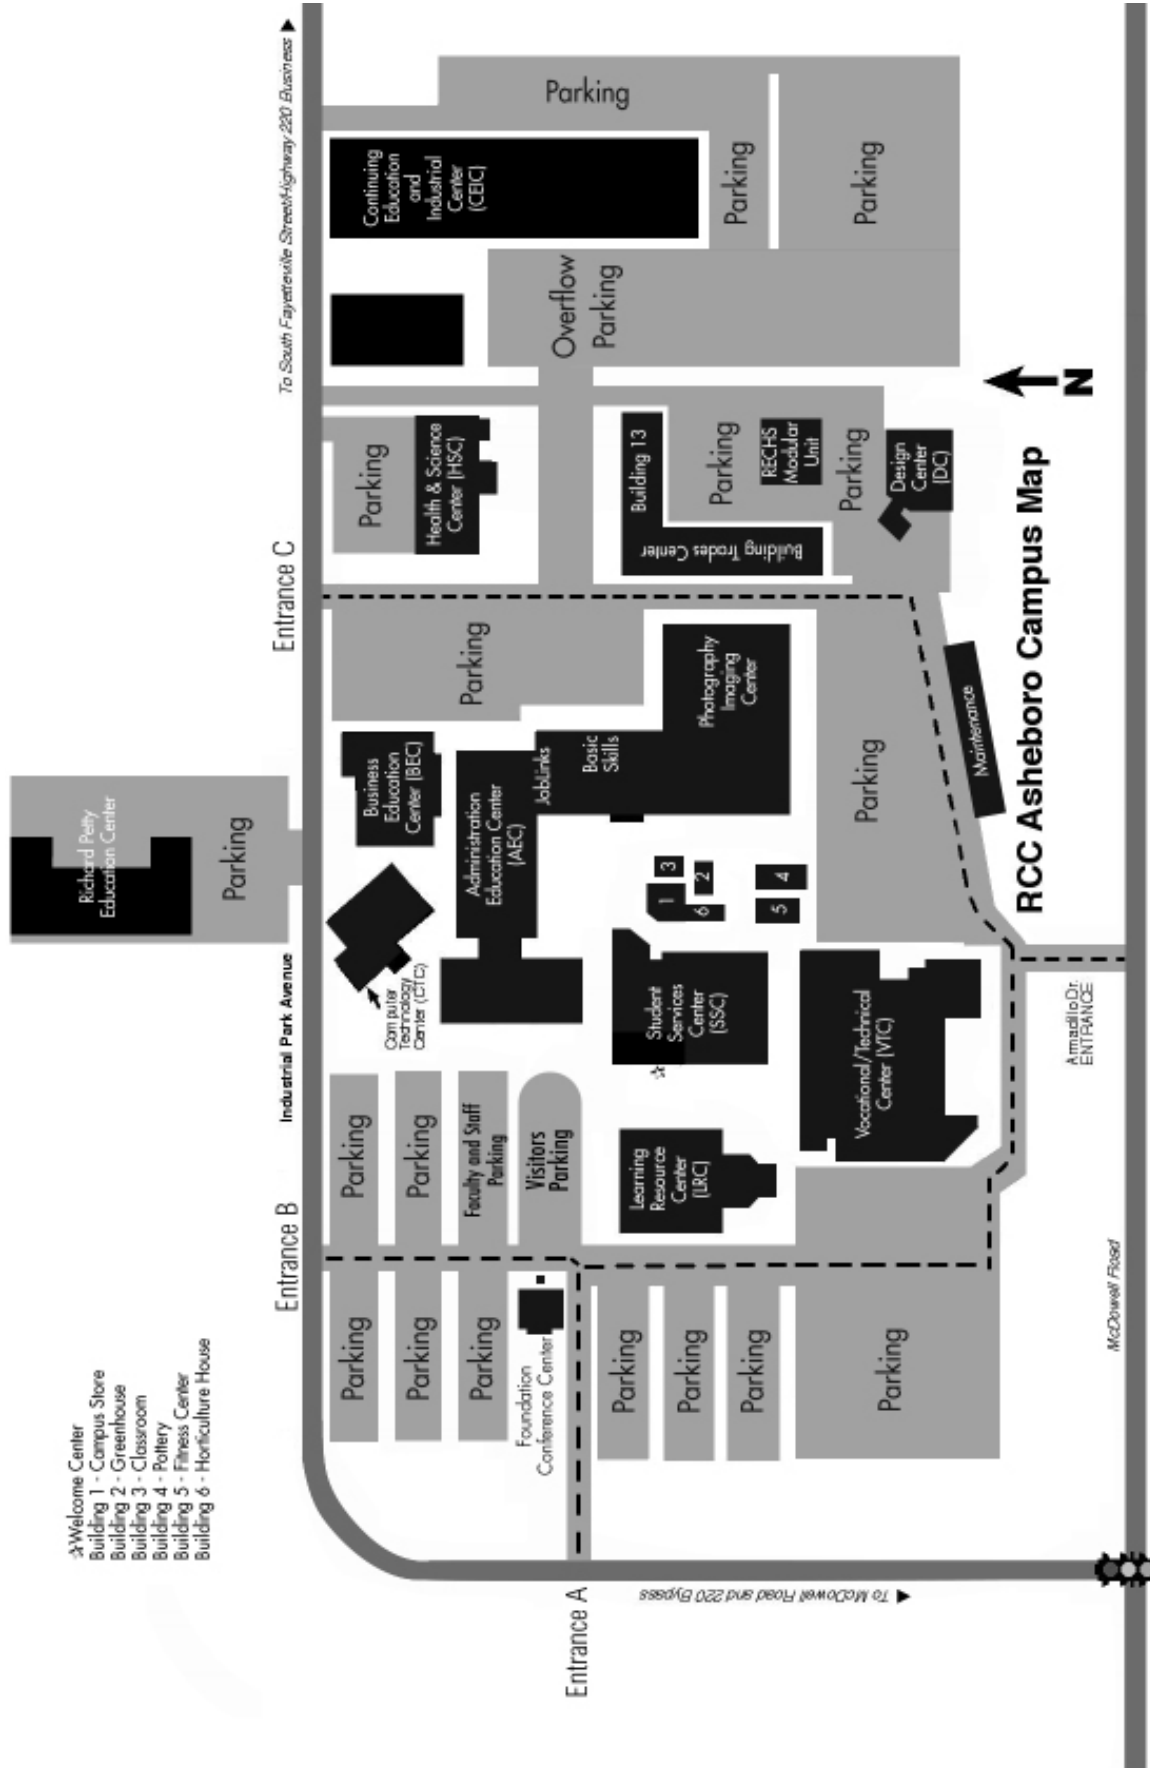 ☆Welcome Center
Building 1 - Campus Store
Building 2 - Greenhouse
Building 3 - Classroom
Building 4 - Pottery
Building 5 - Fitness Center
Building 6 - Horticulture House
Richard Petty
Education Center
Parking
Industrial Park Avenue
Entrance B
Entrance C
To South Fayetteville Street/Highway 220 Business
Parking
Parking
Parking
Parking
Parking
Faculty and Staff
Parking
Parking
Visitors
Parking
Foundation
Conference Center
Entrance A
To McDowell Road and 220 Bypass
Computer
Technology
Center (CTC)
Business
Education
Center (BEC)
Administration
Education Center
(AEC)
JobLinks
Basic
Skills
Photography
Imaging
Center
Parking
Parking
Health & Science
Center (HSC)
Continuing
Education
and
Industrial
Center
(CEIC)
Parking
Parking
Parking
Overflow
Parking
Building 13
Building Trades Center
Parking
RECHS
Modular
Unit
Parking
Design
Center
(DC)
Learning
Resource
Center
(LRC)
☆
Student
Services
Center
(SSC)
1
3
2
6
5
4
Parking
Parking
Parking
Parking
Vocational/Technical
Center (VTC)
Parking
Maintenance
N
RCC Asheboro Campus Map
Armadillo Dr.
ENTRANCE
McDowell Road